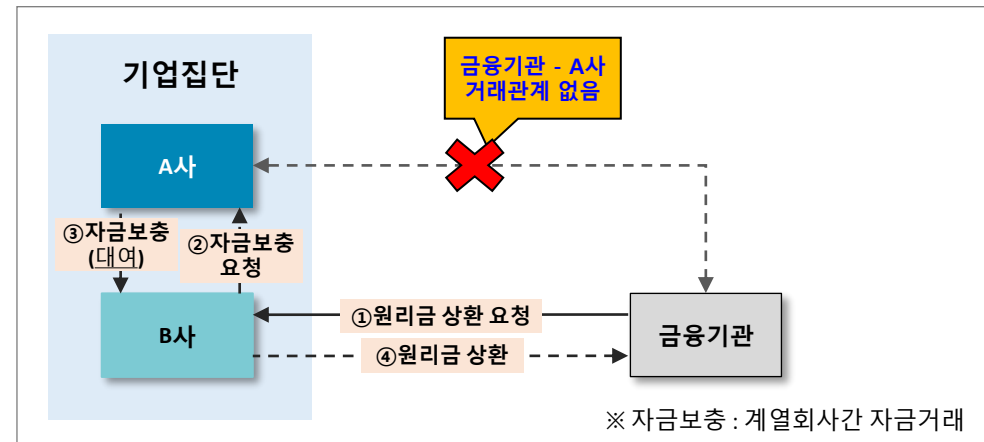 기업집단
금융기관 - A사
거래관계 없음
A사
③자금보충
(대여)
②자금보충
요청
B사
①원리금 상환 요청
④원리금 상환
금융기관
※ 자금보충 : 계열회사간 자금거래